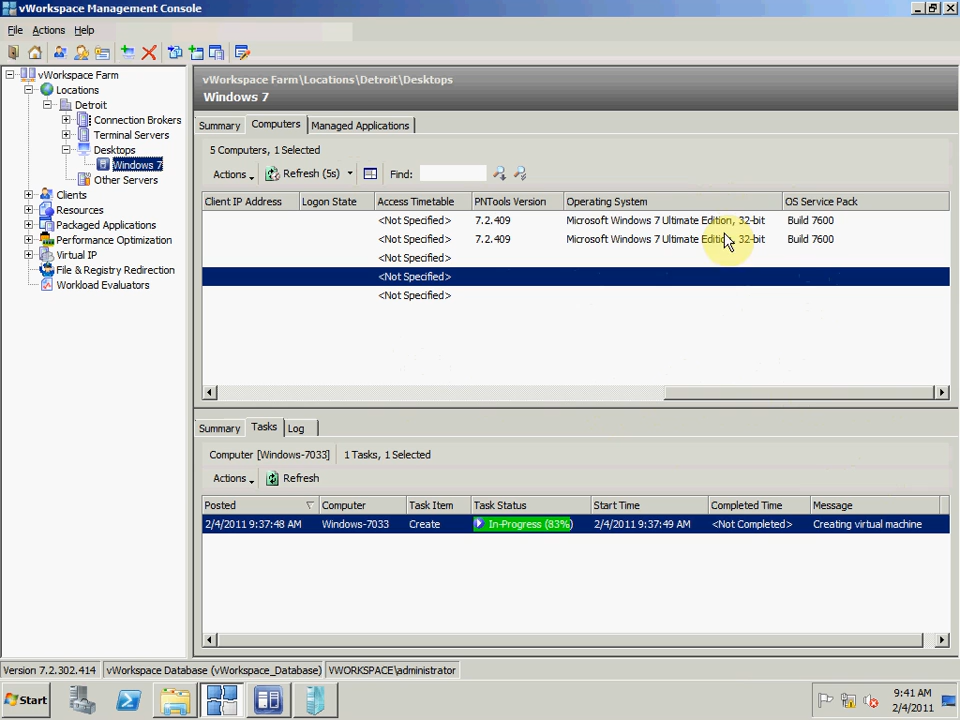 vWorkspace Management Console
File Actions Help
vWorkspace Farm
Locations
Detroit
Connection Brokers
Terminal Servers
Desktops
Windows 7
Other Servers
Clients
Resources
Packaged Applications
Performance Optimization
Virtual IP
File & Registry Redirection
Workload Evaluators
vWorkspace Farm\Locations\Detroit\Desktops
Windows 7
Summary Computers Managed Applications
5 Computers, 1 Selected
Actions Refresh (5s) Find:
Client IP Address Logon State Access Timetable PNTools Version Operating System OS Service Pack
<Not Specified> 7.2.409 Microsoft Windows 7 Ultimate Edition, 32-bit Build 7600
<Not Specified> 7.2.409 Microsoft Windows 7 Ultimate Edition, 32-bit Build 7600
<Not Specified>
<Not Specified>
<Not Specified>
Summary Tasks Log
Computer [Windows-7033] 1 Tasks, 1 Selected
Actions Refresh
Posted Computer Task Item Task Status Start Time Completed Time Message
2/4/2011 9:37:48 AM Windows-7033 Create In-Progress (83%) 2/4/2011 9:37:49 AM <Not Completed> Creating virtual machine
Version 7.2.302.414 vWorkspace Database (vWorkspace_Database) VWORKSPACE\administrator
Start
9:41 AM
2/4/2011